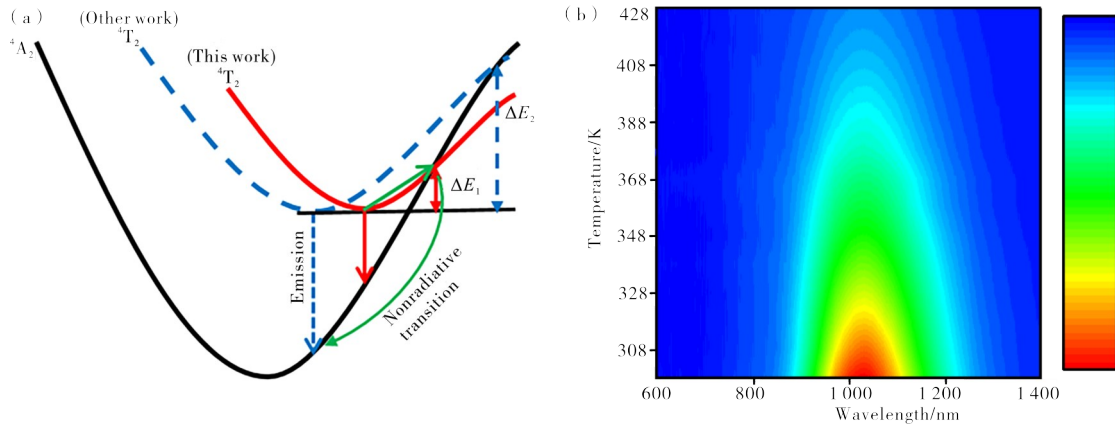 (a)
(Other work)
⁴T₂
⁴A₂
(This work)
⁴T₂
ΔE₂
ΔE₁
Emission
Nonradiative
transition
(b)
428
408
388
368
348
328
308
Temperature/K
600
800
1 000
1 200
1 400
Wavelength/nm